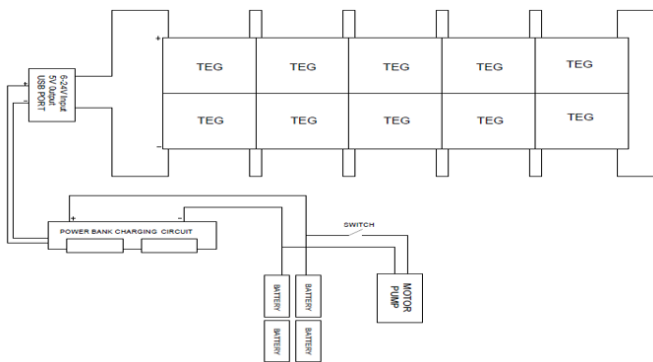 +
TEG TEG TEG TEG TEG
6-24V Input
5V Output
USB PORT
+
−
TEG TEG TEG TEG TEG
−
+
−
SWITCH
POWER BANK CHARGING CIRCUIT
BATTERY
BATTERY
MOTOR
PUMP
BATTERY
BATTERY